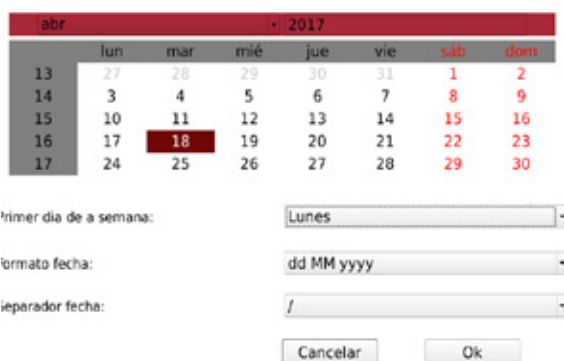 abr 2017
lun mar mié jue vie sáb dom
13 27 28 29 30 31 1 2
14 3 4 5 6 7 8 9
15 10 11 12 13 14 15 16
16 17 18 19 20 21 22 23
17 24 25 26 27 28 29 30
Primer dia de a semana: Lunes
Formato fecha: dd MM yyyy
Separador fecha: /
Cancelar Ok